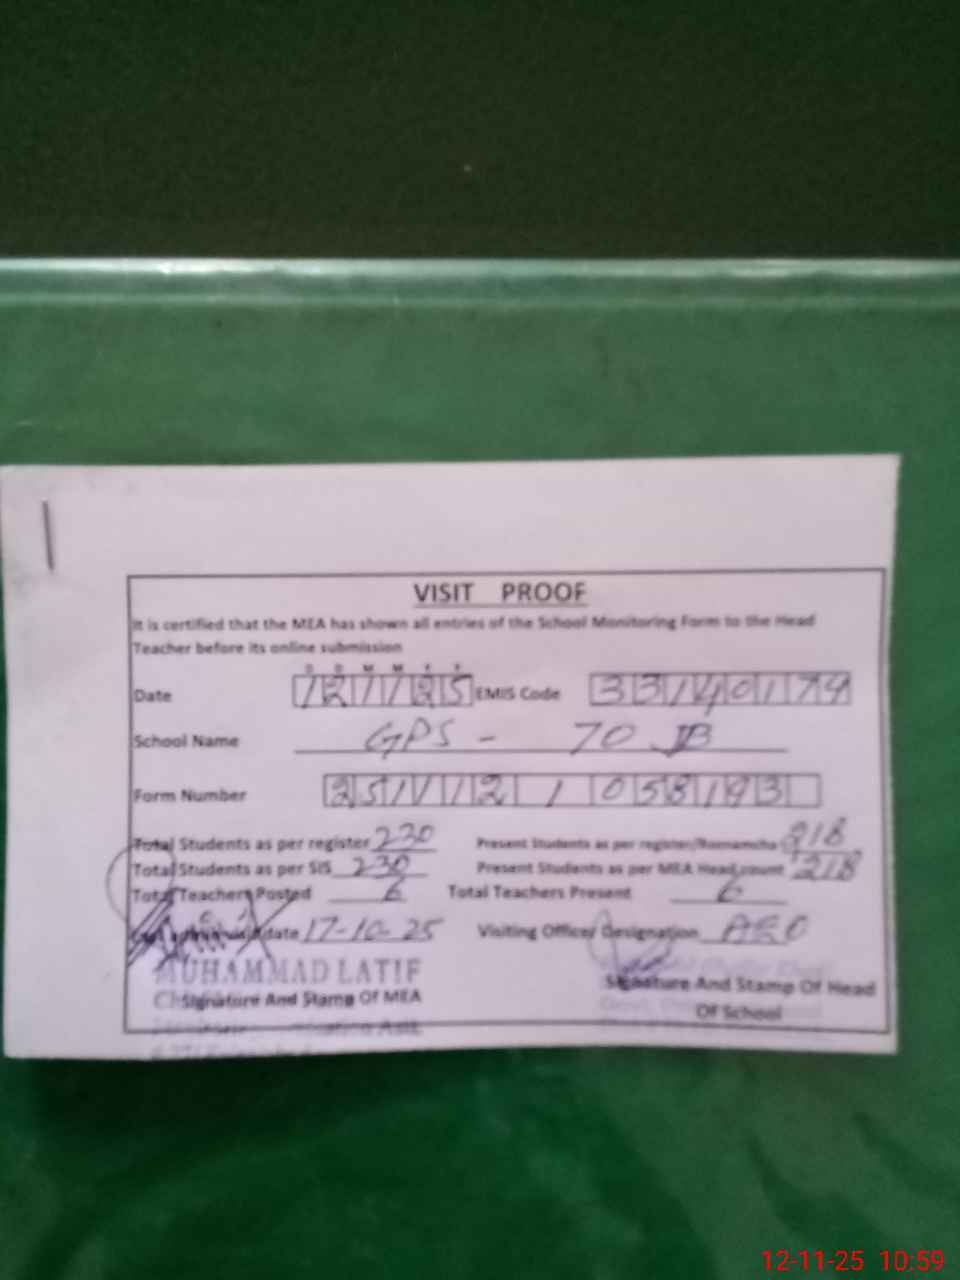 VISIT PROOF
It is certified that the MEA has shown all entries of the School Monitoring Form to the Head
Teacher before its online submission
D D M M Y Y
Date 121125 EMIS Code 33140179
School Name GPS - 70 JB
Form Number 251112 1 058193
Total Students as per register 230 Present Students as per register/Roznamcha 218
Total Students as per SIS 230 Present Students as per MEA Head count 218
Total Teachers Posted 6 Total Teachers Present 6
date 17-10-25 Visiting Officer Designation AEO
MUHAMMAD LATIF
Signature And Stamp Of MEA Signature And Stamp Of Head
Of School
12-11-25 10:59